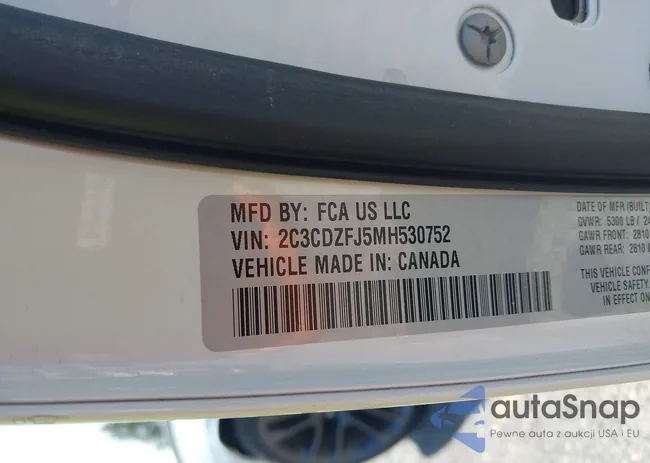 MFD BY: FCA US LLC
VIN: 2C3CDZFJ5MH530752
VEHICLE MADE IN: CANADA
DATE OF MFR (BUILT)
GVWR: 5300 LB / 24
GAWR FRONT: 2810
GAWR REAR: 2810
THIS VEHICLE CONF
VEHICLE SAFETY,
IN EFFECT ON
autaSnap
Pewne auta z aukcji USA i EU